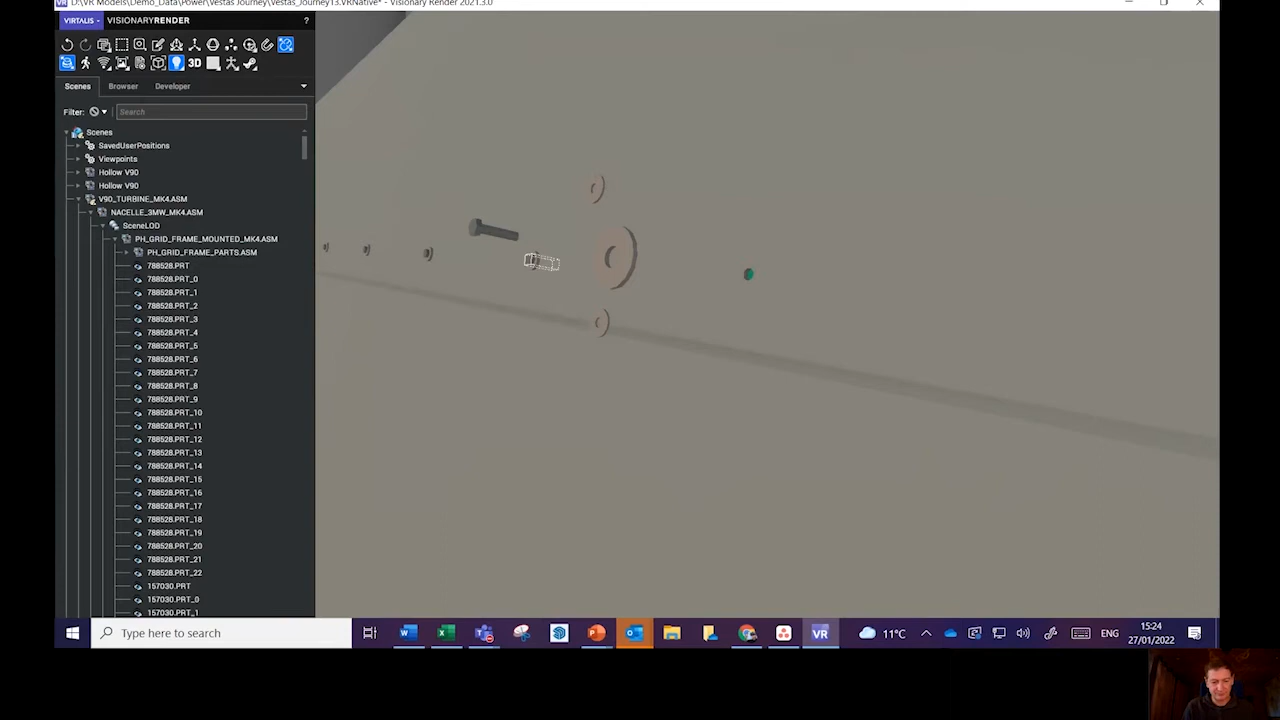 D:\VR Models\Demo_Data\Power\Vestas Journey\Vestas_Journey13.VRNative* - Visionary Render 2021.3.0
VIRTALIS VISIONARYRENDER ?
3D
Scenes Browser Developer
Filter: Search
Scenes
SavedUserPositions
Viewpoints
Hollow V90
Hollow V90
V90_TURBINE_MK4.ASM
NACELLE_3MW_MK4.ASM
SceneLOD
PH_GRID_FRAME_MOUNTED_MK4.ASM
PH_GRID_FRAME_PARTS.ASM
788528.PRT
788528.PRT_0
788528.PRT_1
788528.PRT_2
788528.PRT_3
788528.PRT_4
788528.PRT_5
788528.PRT_6
788528.PRT_7
788528.PRT_8
788528.PRT_9
788528.PRT_10
788528.PRT_11
788528.PRT_12
788528.PRT_13
788528.PRT_14
788528.PRT_15
788528.PRT_16
788528.PRT_17
788528.PRT_18
788528.PRT_19
788528.PRT_20
788528.PRT_21
788528.PRT_22
157030.PRT
157030.PRT_0
157030.PRT_1
Type here to search
VR
11°C
ENG
15:24
27/01/2022